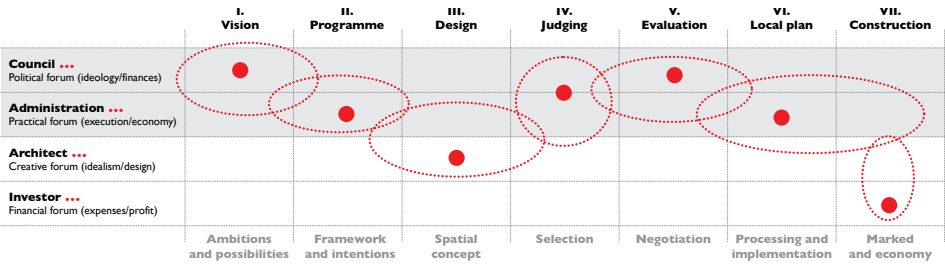 I. II. III. IV. V. VI. VII.
Vision Programme Design Judging Evaluation Local plan Construction
Council •••
Political forum (ideology/finances)
Administration •••
Practical forum (execution/economy)
Architect •••
Creative forum (idealism/design)
Investor •••
Financial forum (expenses/profit)
Ambitions Framework Spatial Selection Negotiation Processing and Marked
and possibilities and intentions concept implementation and economy